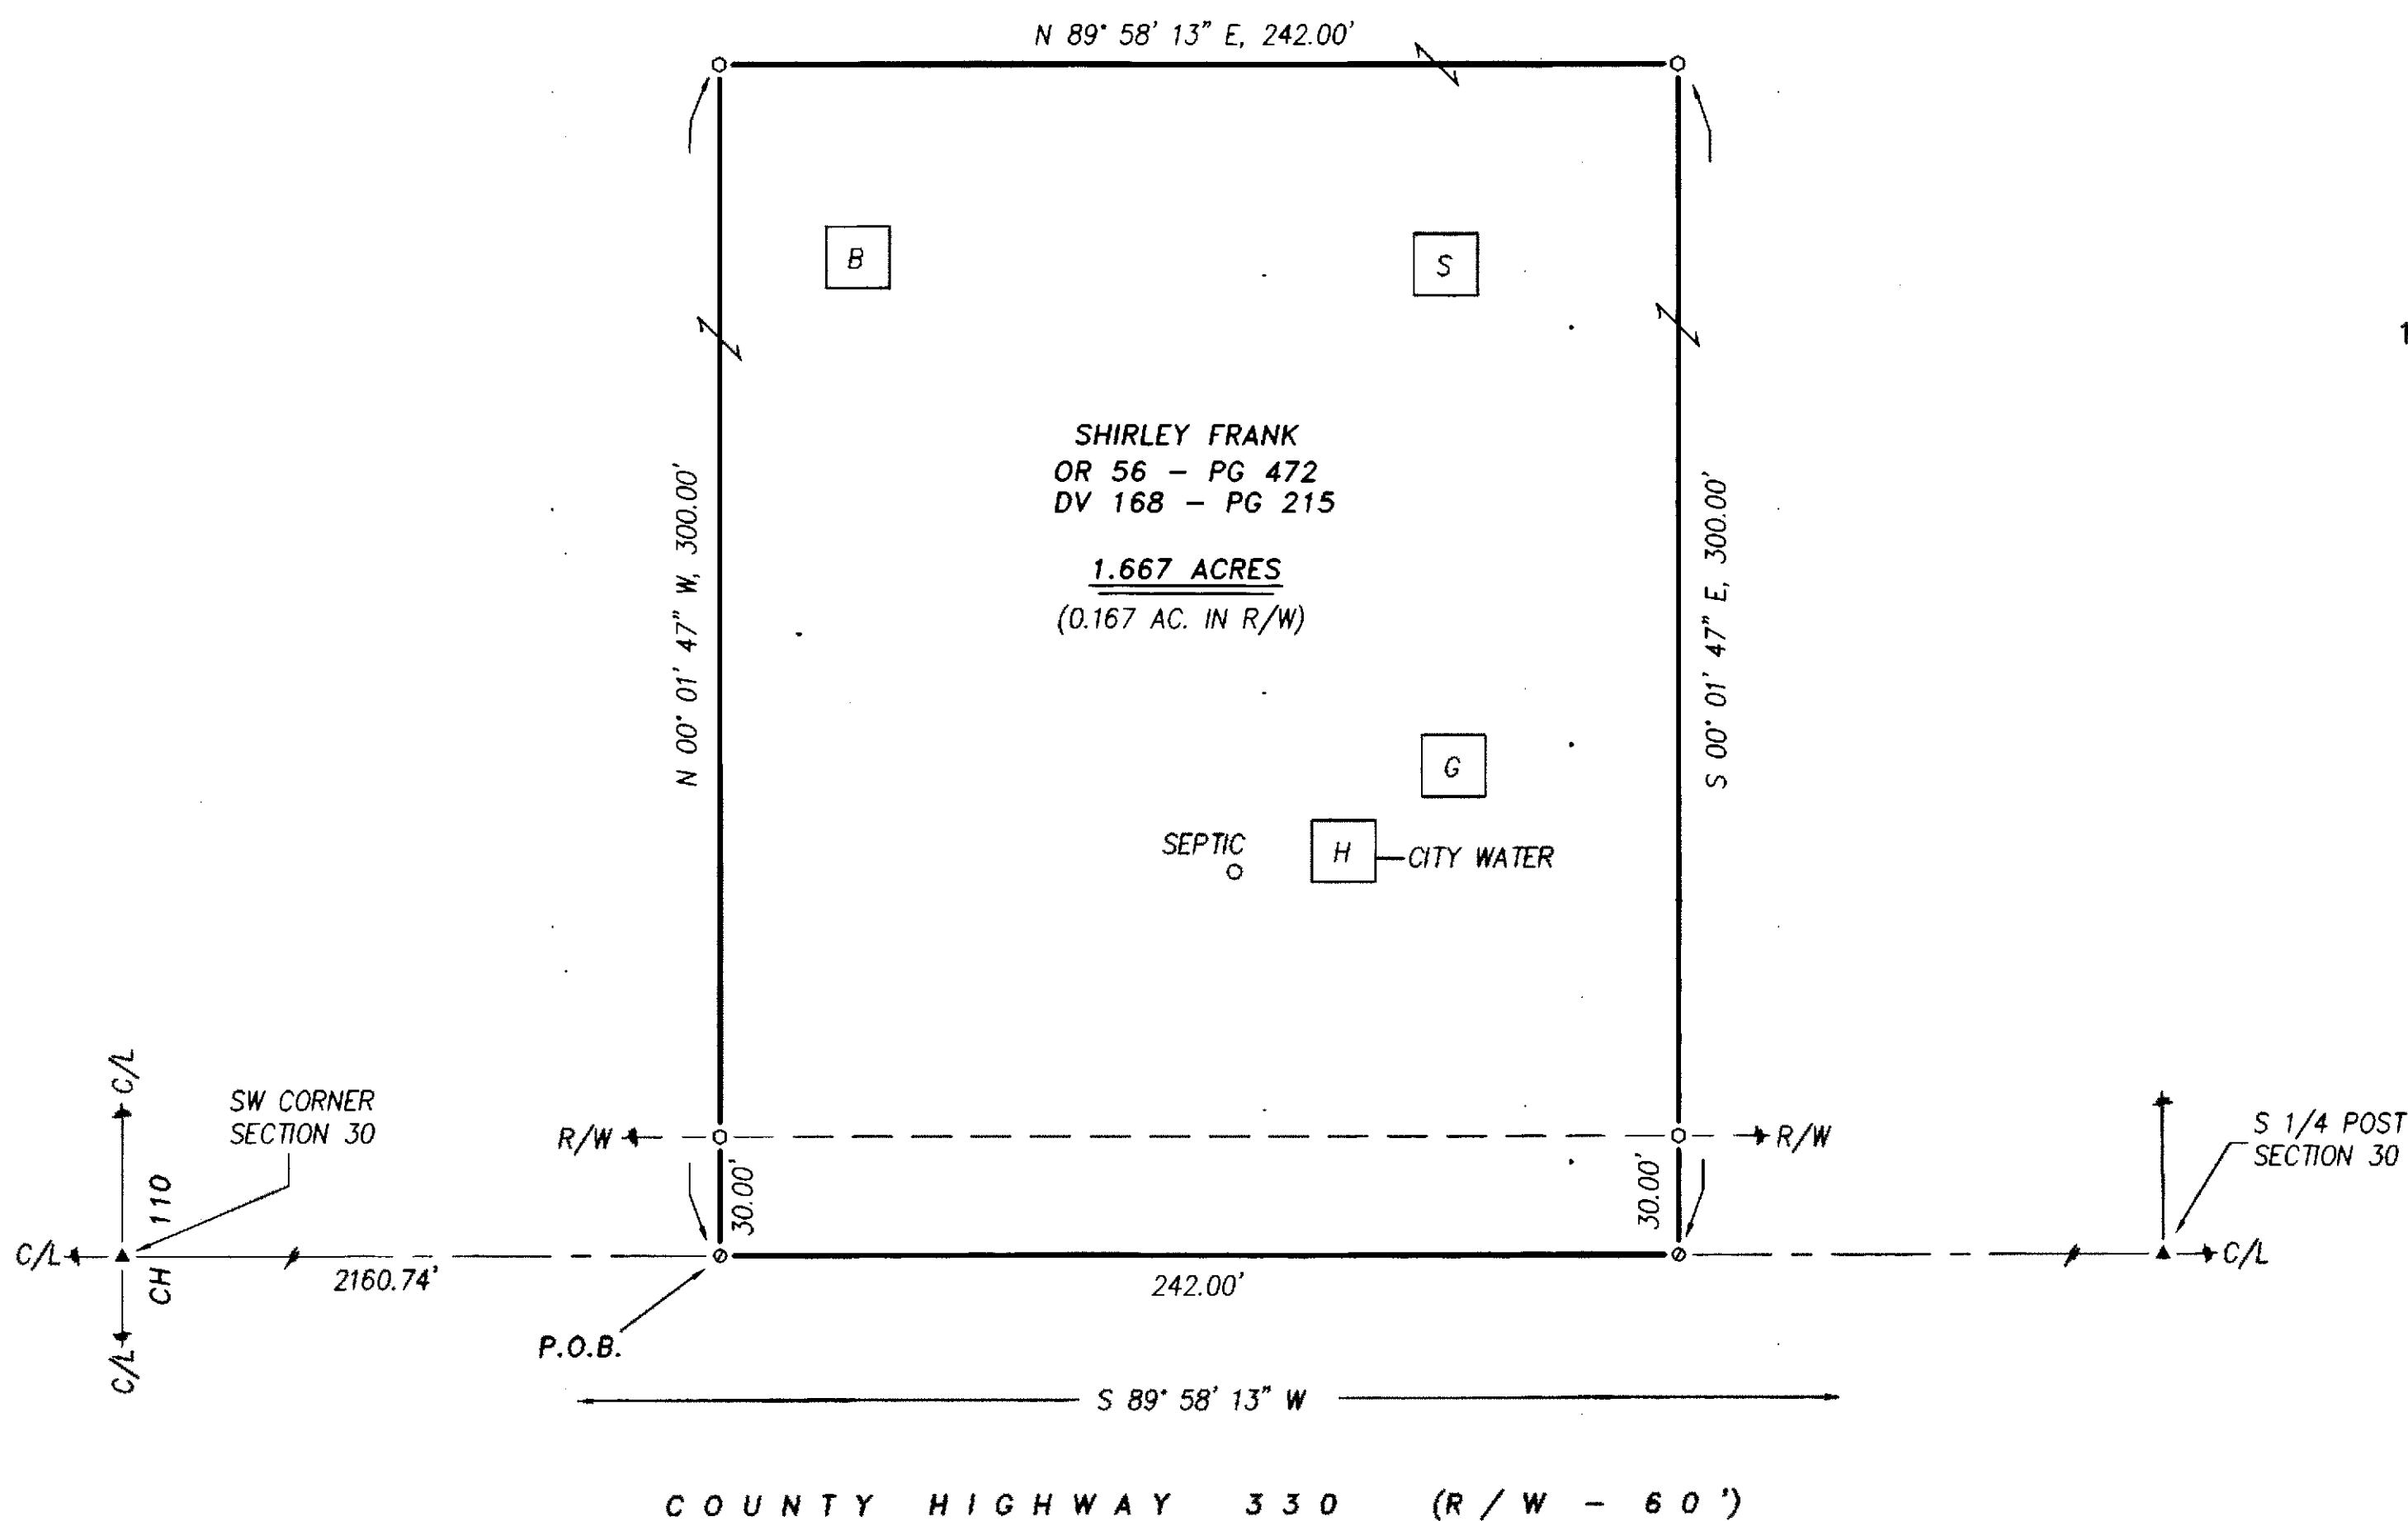 N 89° 58' 13" E, 242.00'
B
S
1
SHIRLEY FRANK
OR 56 - PG 472
DV 168 - PG 215
1.667 ACRES
(0.167 AC. IN R/W)
N 00° 01' 47" W, 300.00'
S 00° 01' 47" E, 300.00'
G
SEPTIC
H
CITY WATER
C/L
SW CORNER
SECTION 30
R/W
R/W
S 1/4 POST
SECTION 30
CH 110
30.00'
30.00'
C/L
C/L
2160.74'
242.00'
P.O.B.
C/L
S 89° 58' 13" W
COUNTY HIGHWAY 330 (R/W - 60')